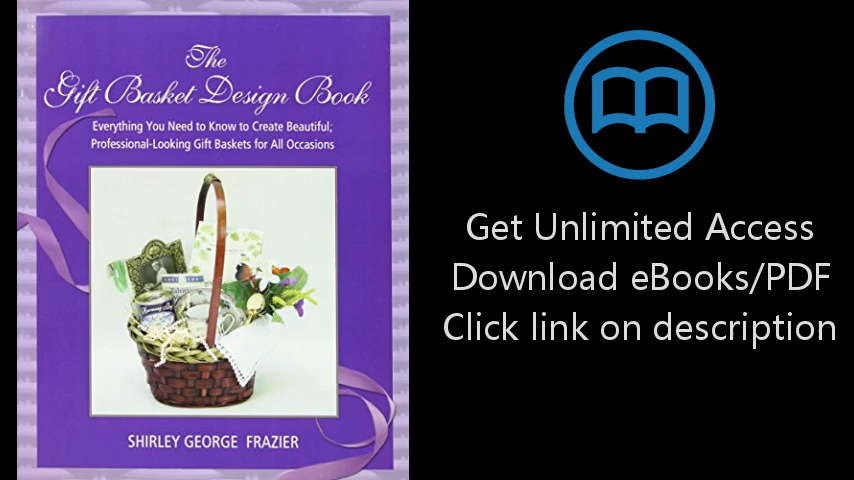 The
Gift Basket Design Book
Everything You Need to Know to Create Beautiful,
Professional-Looking Gift Baskets for All Occasions
SHIRLEY GEORGE FRAZIER
Get Unlimited Access
Download eBooks/PDF
Click link on description